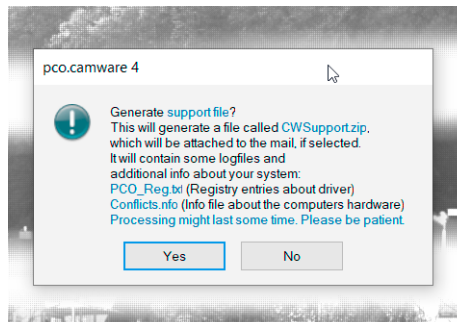 pco.camware 4
Generate support file?
This will generate a file called CWSupport.zip,
which will be attached to the mail, if selected.
It will contain some logfiles and
additional info about your system:
PCO_Reg.txt (Registry entries about driver)
Conflicts.nfo (Info file about the computers hardware)
Processing might last some time. Please be patient.
Yes
No